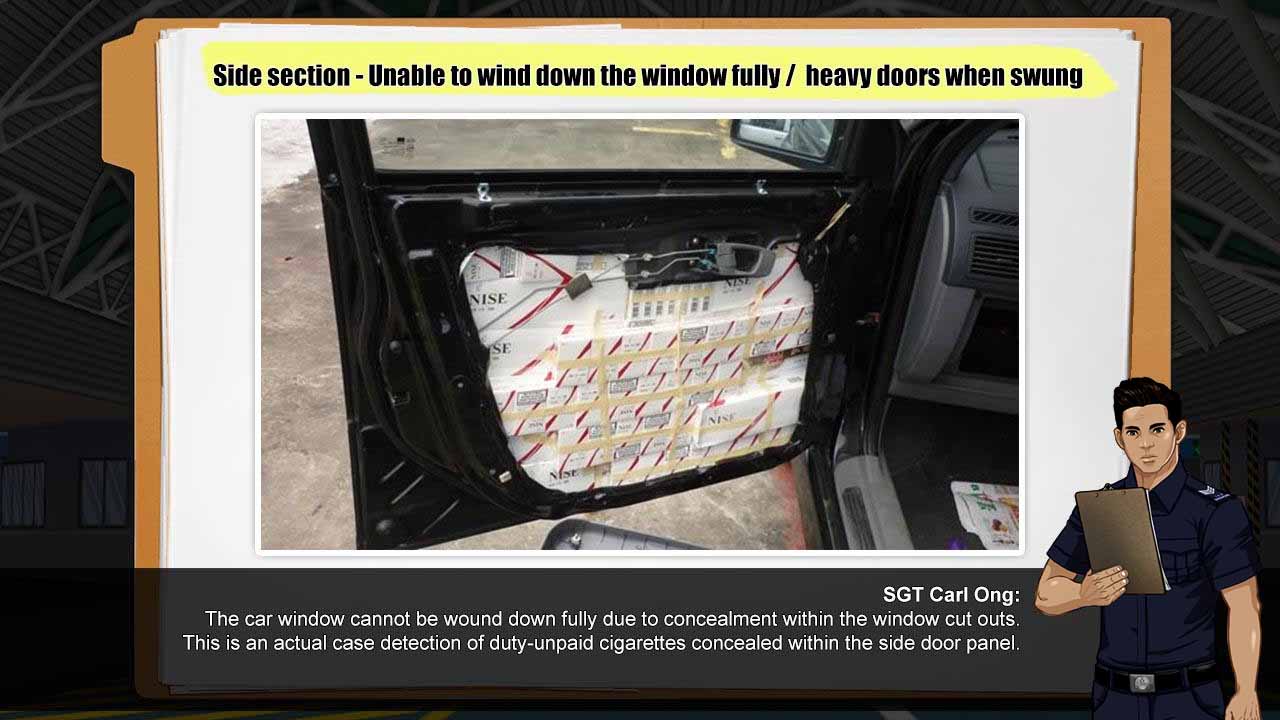 Side section - Unable to wind down the window fully / heavy doors when swung
NISE
NISE
NISE
NISE
NISE
NISE
SGT Carl Ong:
The car window cannot be wound down fully due to concealment within the window cut outs.
This is an actual case detection of duty-unpaid cigarettes concealed within the side door panel.